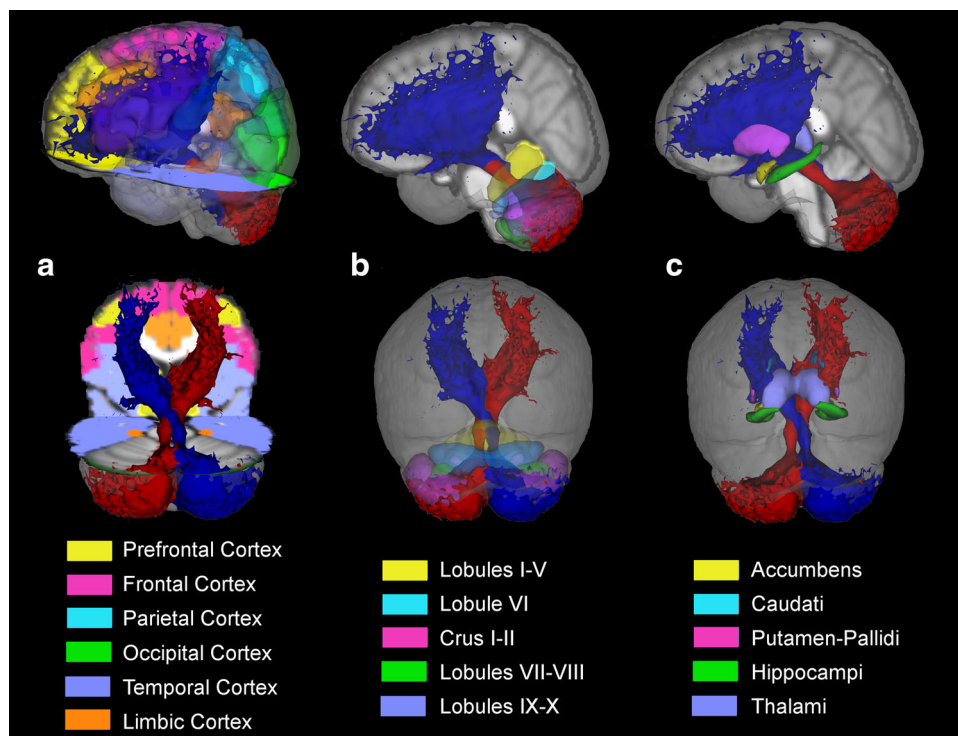 a
b
c
Prefrontal Cortex
Frontal Cortex
Parietal Cortex
Occipital Cortex
Temporal Cortex
Limbic Cortex
Lobules I-V
Lobule VI
Crus I-II
Lobules VII-VIII
Lobules IX-X
Accumbens
Caudati
Putamen-Pallidi
Hippocampi
Thalami